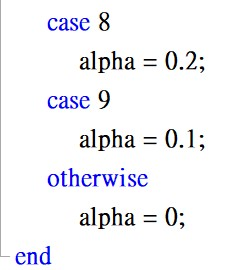 case 8
alpha = 0.2;
case 9
alpha = 0.1;
otherwise
alpha = 0;
end